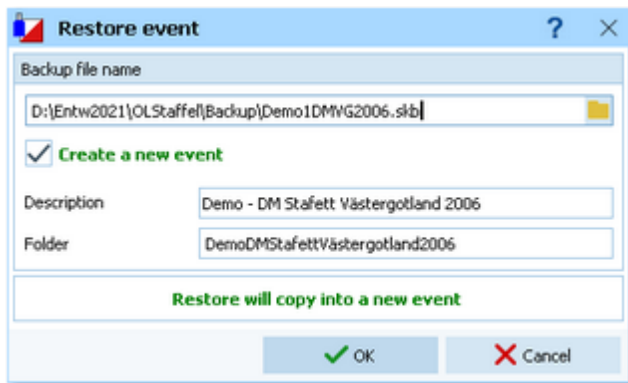 Restore event
Backup file name
D:\Entw2021\OLStaffel\Backup\Demo1DMVG2006.skb
Create a new event
Description Demo - DM Stafett Västergotland 2006
Folder DemoDMStafettVästergotland2006
Restore will copy into a new event
OK Cancel